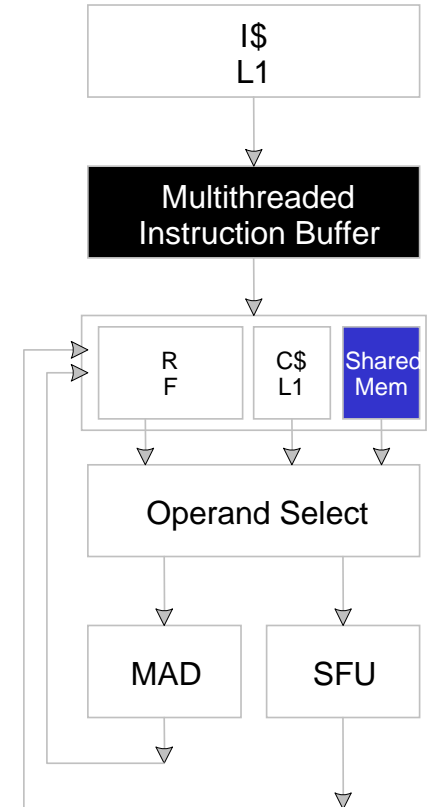 I$
L1
Multithreaded
Instruction Buffer
R
F
C$
L1
Shared
Mem
Operand Select
MAD
SFU